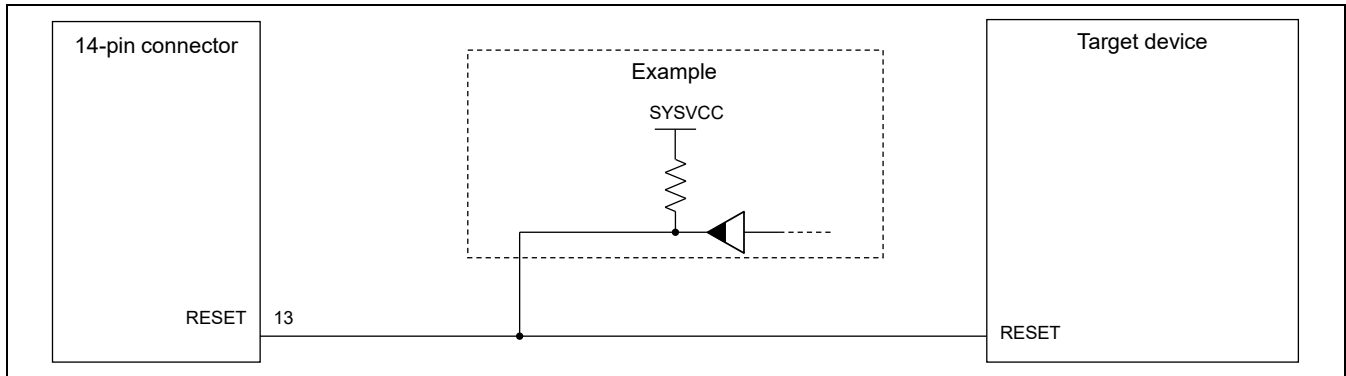 14-pin connector
Target device
Example
SYSVCC
RESET 13
RESET